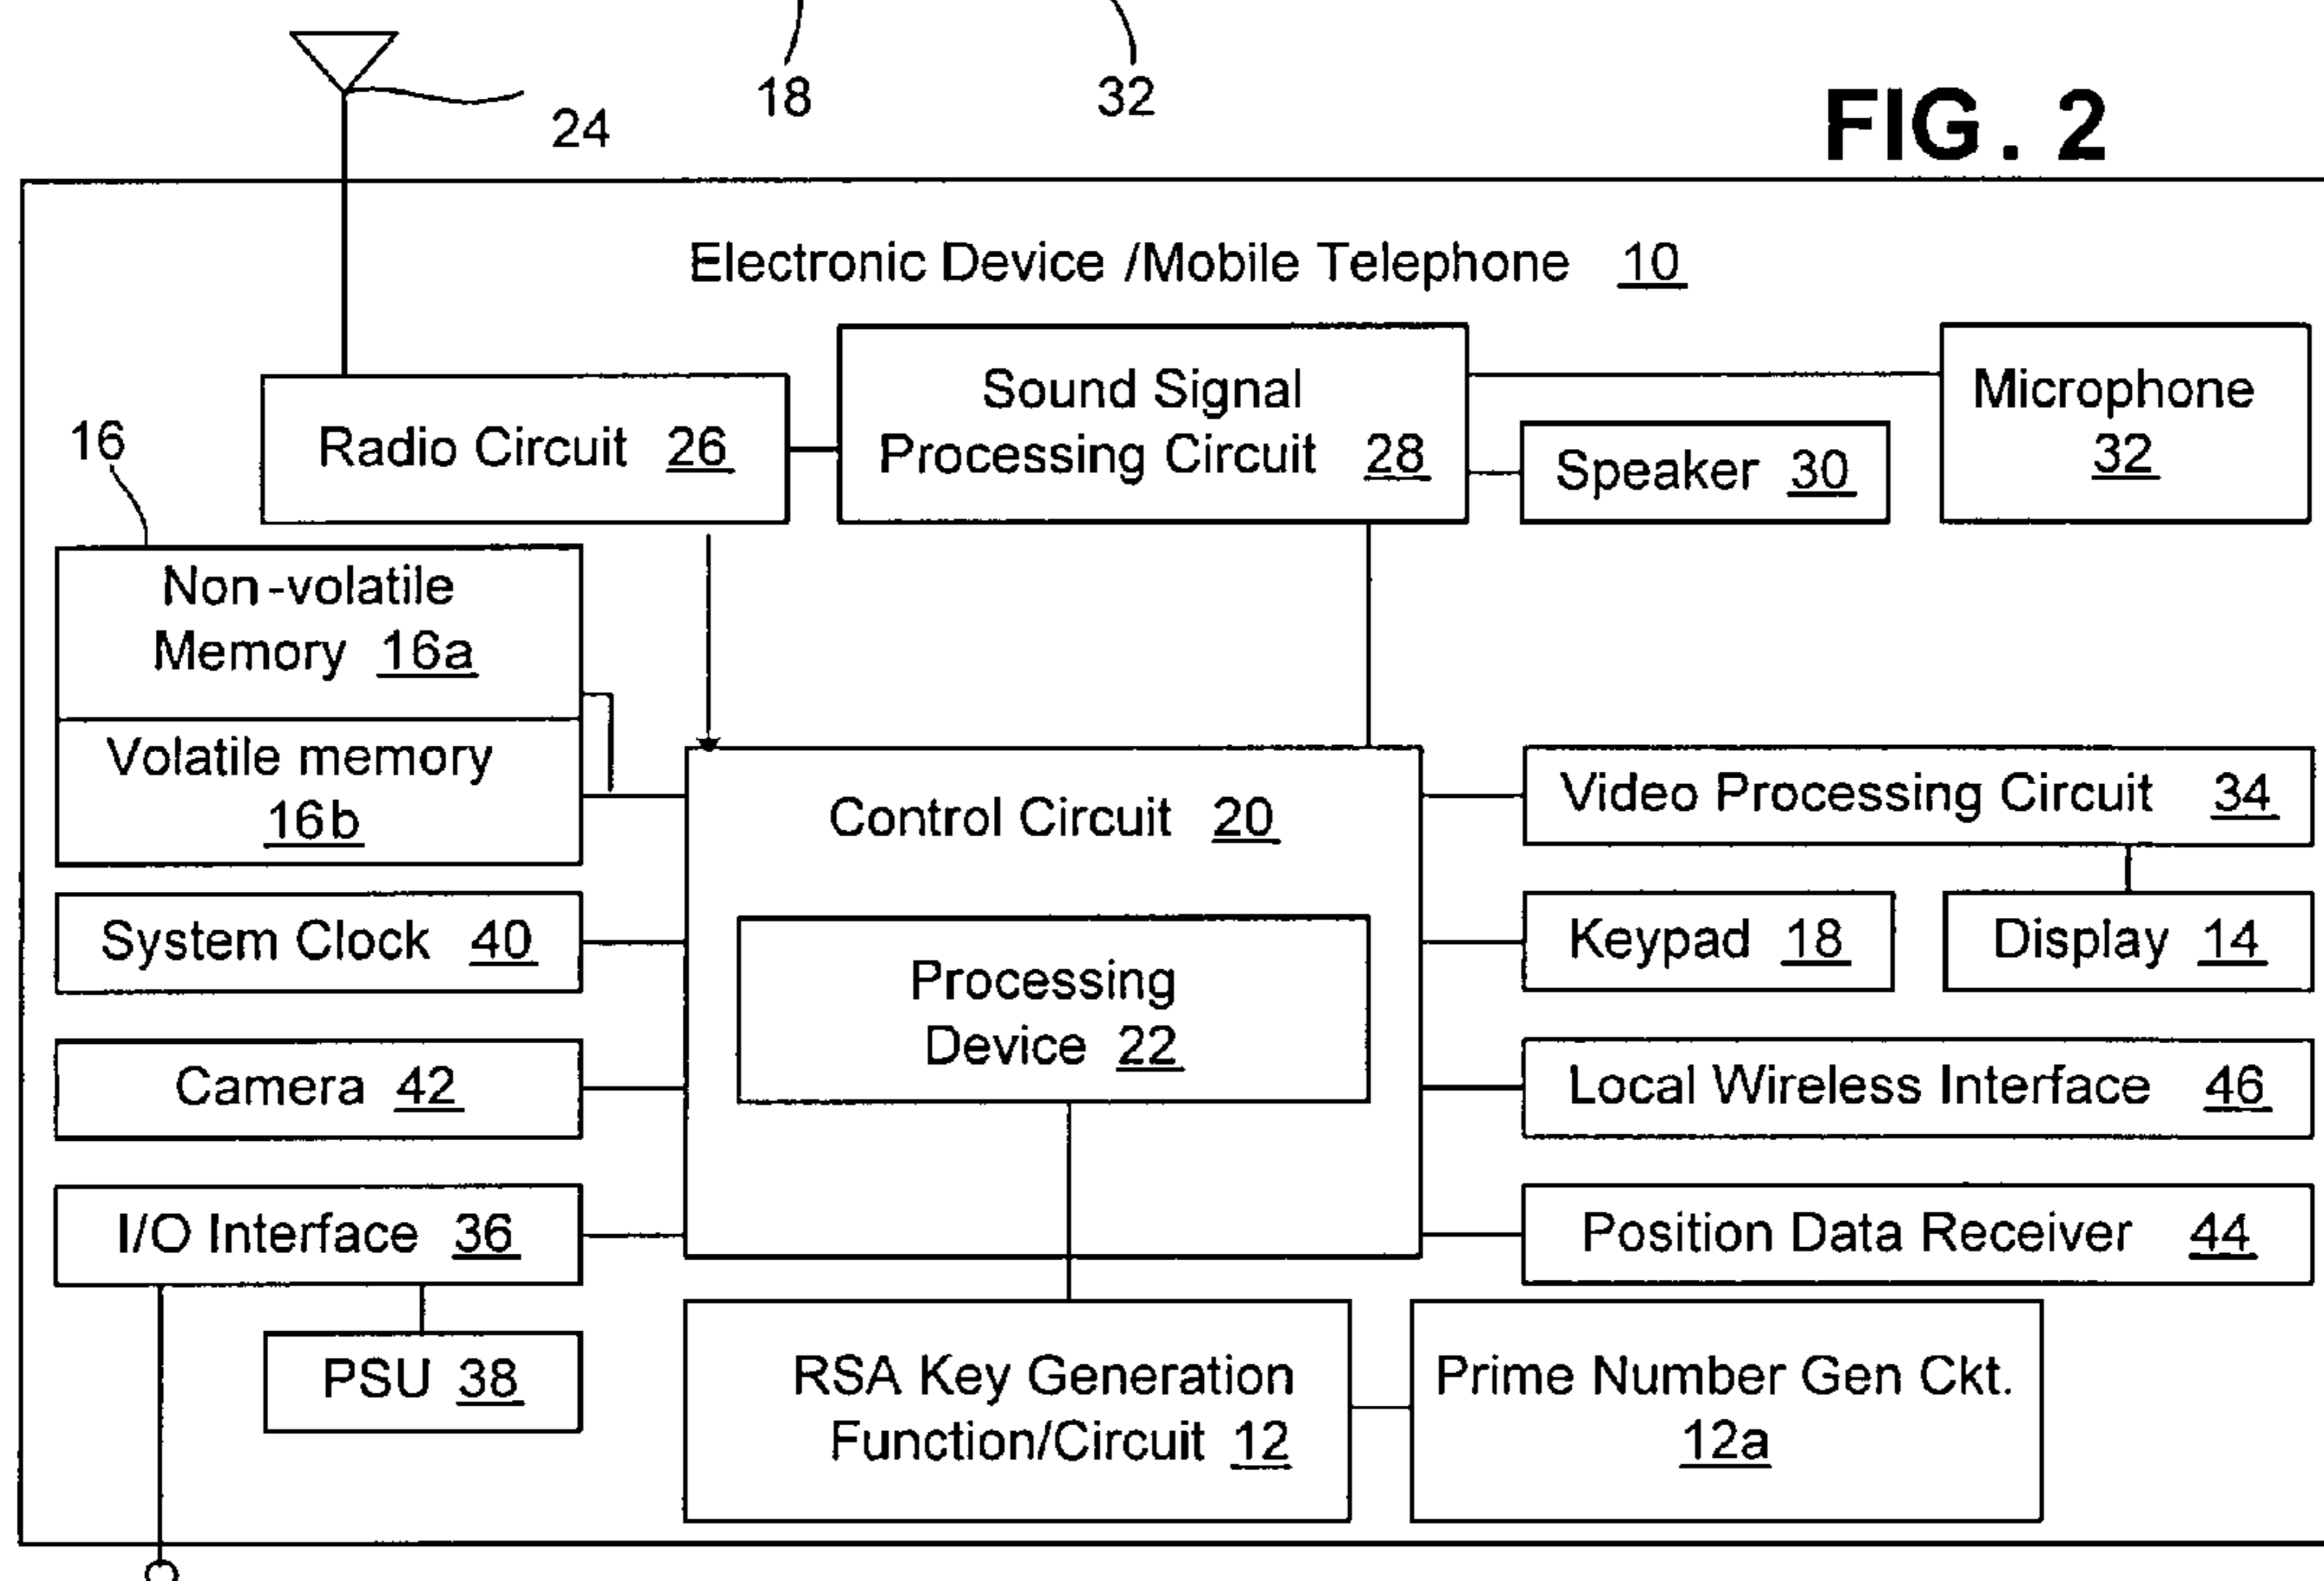 18
32
24
FIG. 2
Electronic Device /Mobile Telephone 10
Radio Circuit 26
Sound Signal
Processing Circuit 28
Microphone
32
Speaker 30
16
Non-volatile
Memory 16a
Volatile memory
16b
Control Circuit 20
Video Processing Circuit 34
System Clock 40
Processing
Device 22
Keypad 18
Display 14
Camera 42
Local Wireless Interface 46
I/O Interface 36
Position Data Receiver 44
PSU 38
RSA Key Generation
Function/Circuit 12
Prime Number Gen Ckt.
12a